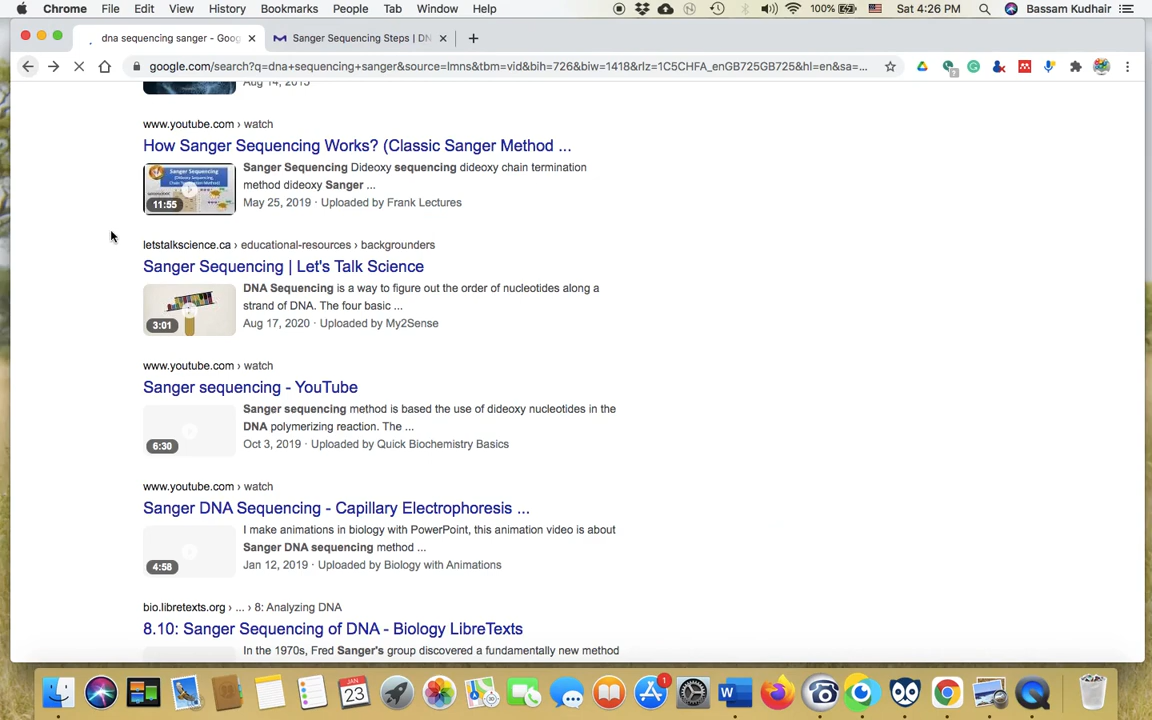 Chrome File Edit View History Bookmarks People Tab Window Help 100% Sat 4:26 PM Bassam Kudhair
dna sequencing sanger - Goog
Sanger Sequencing Steps | DN
google.com/search?q=dna+sequencing+sanger&source=lmns&tbm=vid&bih=726&biw=1418&rlz=1C5CHFA_enGB725GB725&hl=en&sa=...
Aug 14, 2015
www.youtube.com › watch
How Sanger Sequencing Works? (Classic Sanger Method ...
Sanger Sequencing Dideoxy sequencing dideoxy chain termination
method dideoxy Sanger ...
May 25, 2019 · Uploaded by Frank Lectures
Sanger Sequencing
11:55
letstalkscience.ca › educational-resources › backgrounders
Sanger Sequencing | Let's Talk Science
DNA Sequencing is a way to figure out the order of nucleotides along a
strand of DNA. The four basic ...
Aug 17, 2020 · Uploaded by My2Sense
3:01
www.youtube.com › watch
Sanger sequencing - YouTube
Sanger sequencing method is based the use of dideoxy nucleotides in the
DNA polymerizing reaction. The ...
Oct 3, 2019 · Uploaded by Quick Biochemistry Basics
6:30
www.youtube.com › watch
Sanger DNA Sequencing - Capillary Electrophoresis ...
I make animations in biology with PowerPoint, this animation video is about
Sanger DNA sequencing method ...
Jan 12, 2019 · Uploaded by Biology with Animations
4:58
bio.libretexts.org › ... › 8: Analyzing DNA
8.10: Sanger Sequencing of DNA - Biology LibreTexts
In the 1970s, Fred Sanger's group discovered a fundamentally new method
JAN
23
1